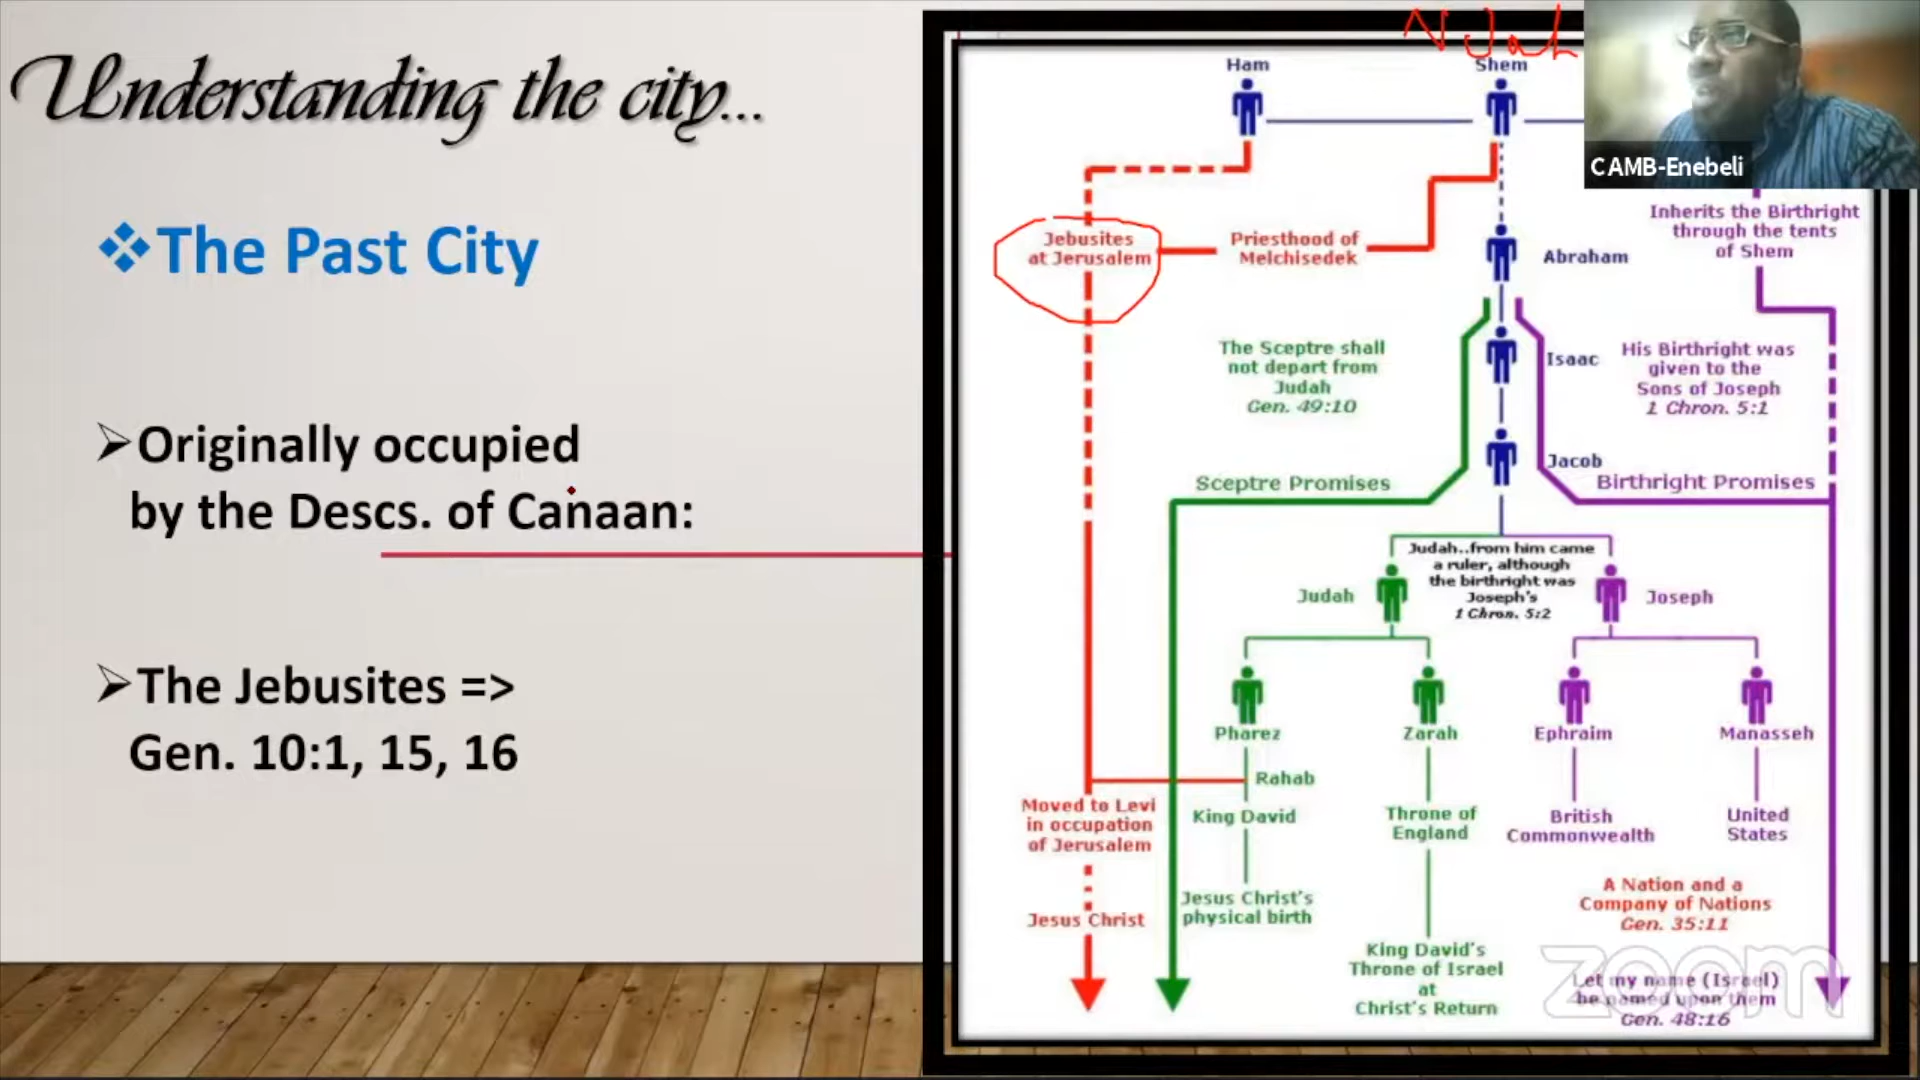 Understanding the city...
The Past City
Originally occupied
by the Descs. of Canaan:
The Jebusites =>
Gen. 10:1, 15, 16
Ham
Shem
CAMB-Enebeli
Jebusites
at Jerusalem
Priesthood of
Melchisedek
Abraham
Inherits the Birthright
through the tents
of Shem
The Sceptre shall
not depart from
Judah
Gen. 49:10
Isaac
His Birthright was
given to the
Sons of Joseph
1 Chron. 5:1
Jacob
Sceptre Promises
Birthright Promises
Judah..from him came
a ruler, although
the birthright was
Joseph's
1 Chron. 5:2
Judah
Joseph
Pharez
Zarah
Ephraim
Manasseh
Rahab
Moved to Levi
in occupation
of Jerusalem
King David
Throne of
England
British
Commonwealth
United
States
Jesus Christ
Jesus Christ's
physical birth
A Nation and a
Company of Nations
Gen. 35:11
King David's
Throne of Israel
at
Christ's Return
Let my name (Israel)
be named upon them
Gen. 48:16
zoom